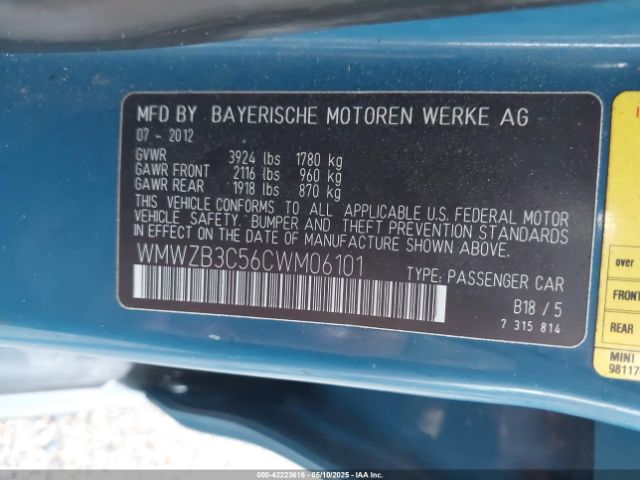 MFD BY BAYERISCHE MOTOREN WERKE AG
07 - 2012
GVWR 3924 lbs 1780 kg
GAWR FRONT 2116 lbs 960 kg
GAWR REAR 1918 lbs 870 kg
THIS VEHICLE CONFORMS TO ALL APPLICABLE U.S. FEDERAL MOTOR
VEHICLE SAFETY, BUMPER AND THEFT PREVENTION STANDARDS
IN EFFECT ON THE DATE OF MANUFACTURE SHOWN ABOVE.
WMWZB3C56CWM06101
TYPE: PASSENGER CAR
B18 / 5
7 315 814
over
FRONT
REAR
MINI
98117
000-42223616 - 05/10/2025 - IAA Inc.